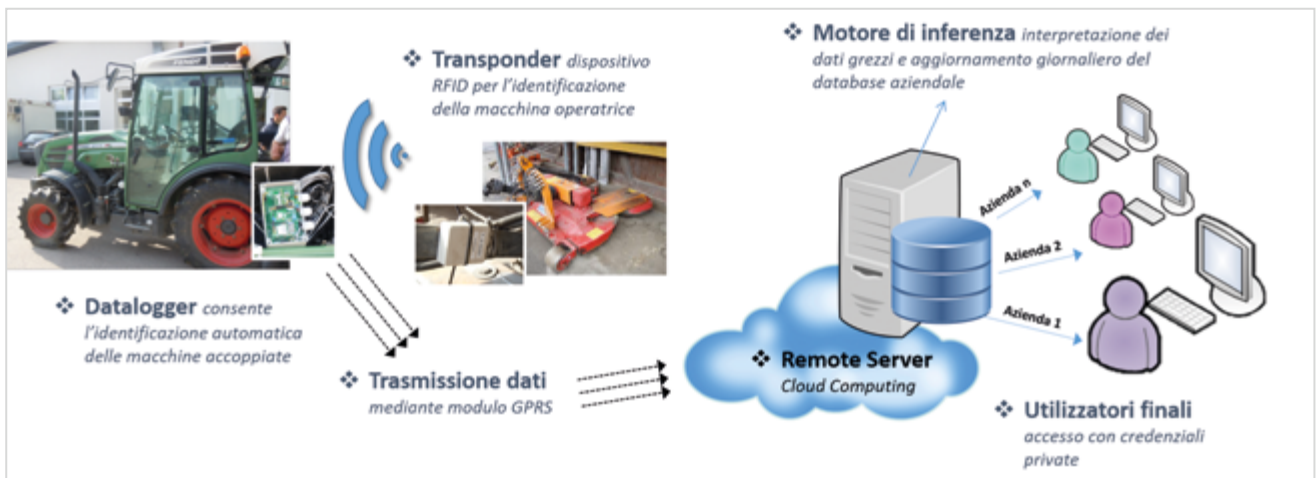 ❖ Transponder dispositivo
RFID per l'identificazione
della macchina operatrice
❖ Motore di inferenza interpretazione dei
dati grezzi e aggiornamento giornaliero del
database aziendale
❖ Datalogger consente
l'identificazione automatica
delle macchine accoppiate
❖ Trasmissione dati
mediante modulo GPRS
❖ Remote Server
Cloud Computing
Azienda n
Azienda 2
Azienda 1
❖ Utilizzatori finali
accesso con credenziali
private